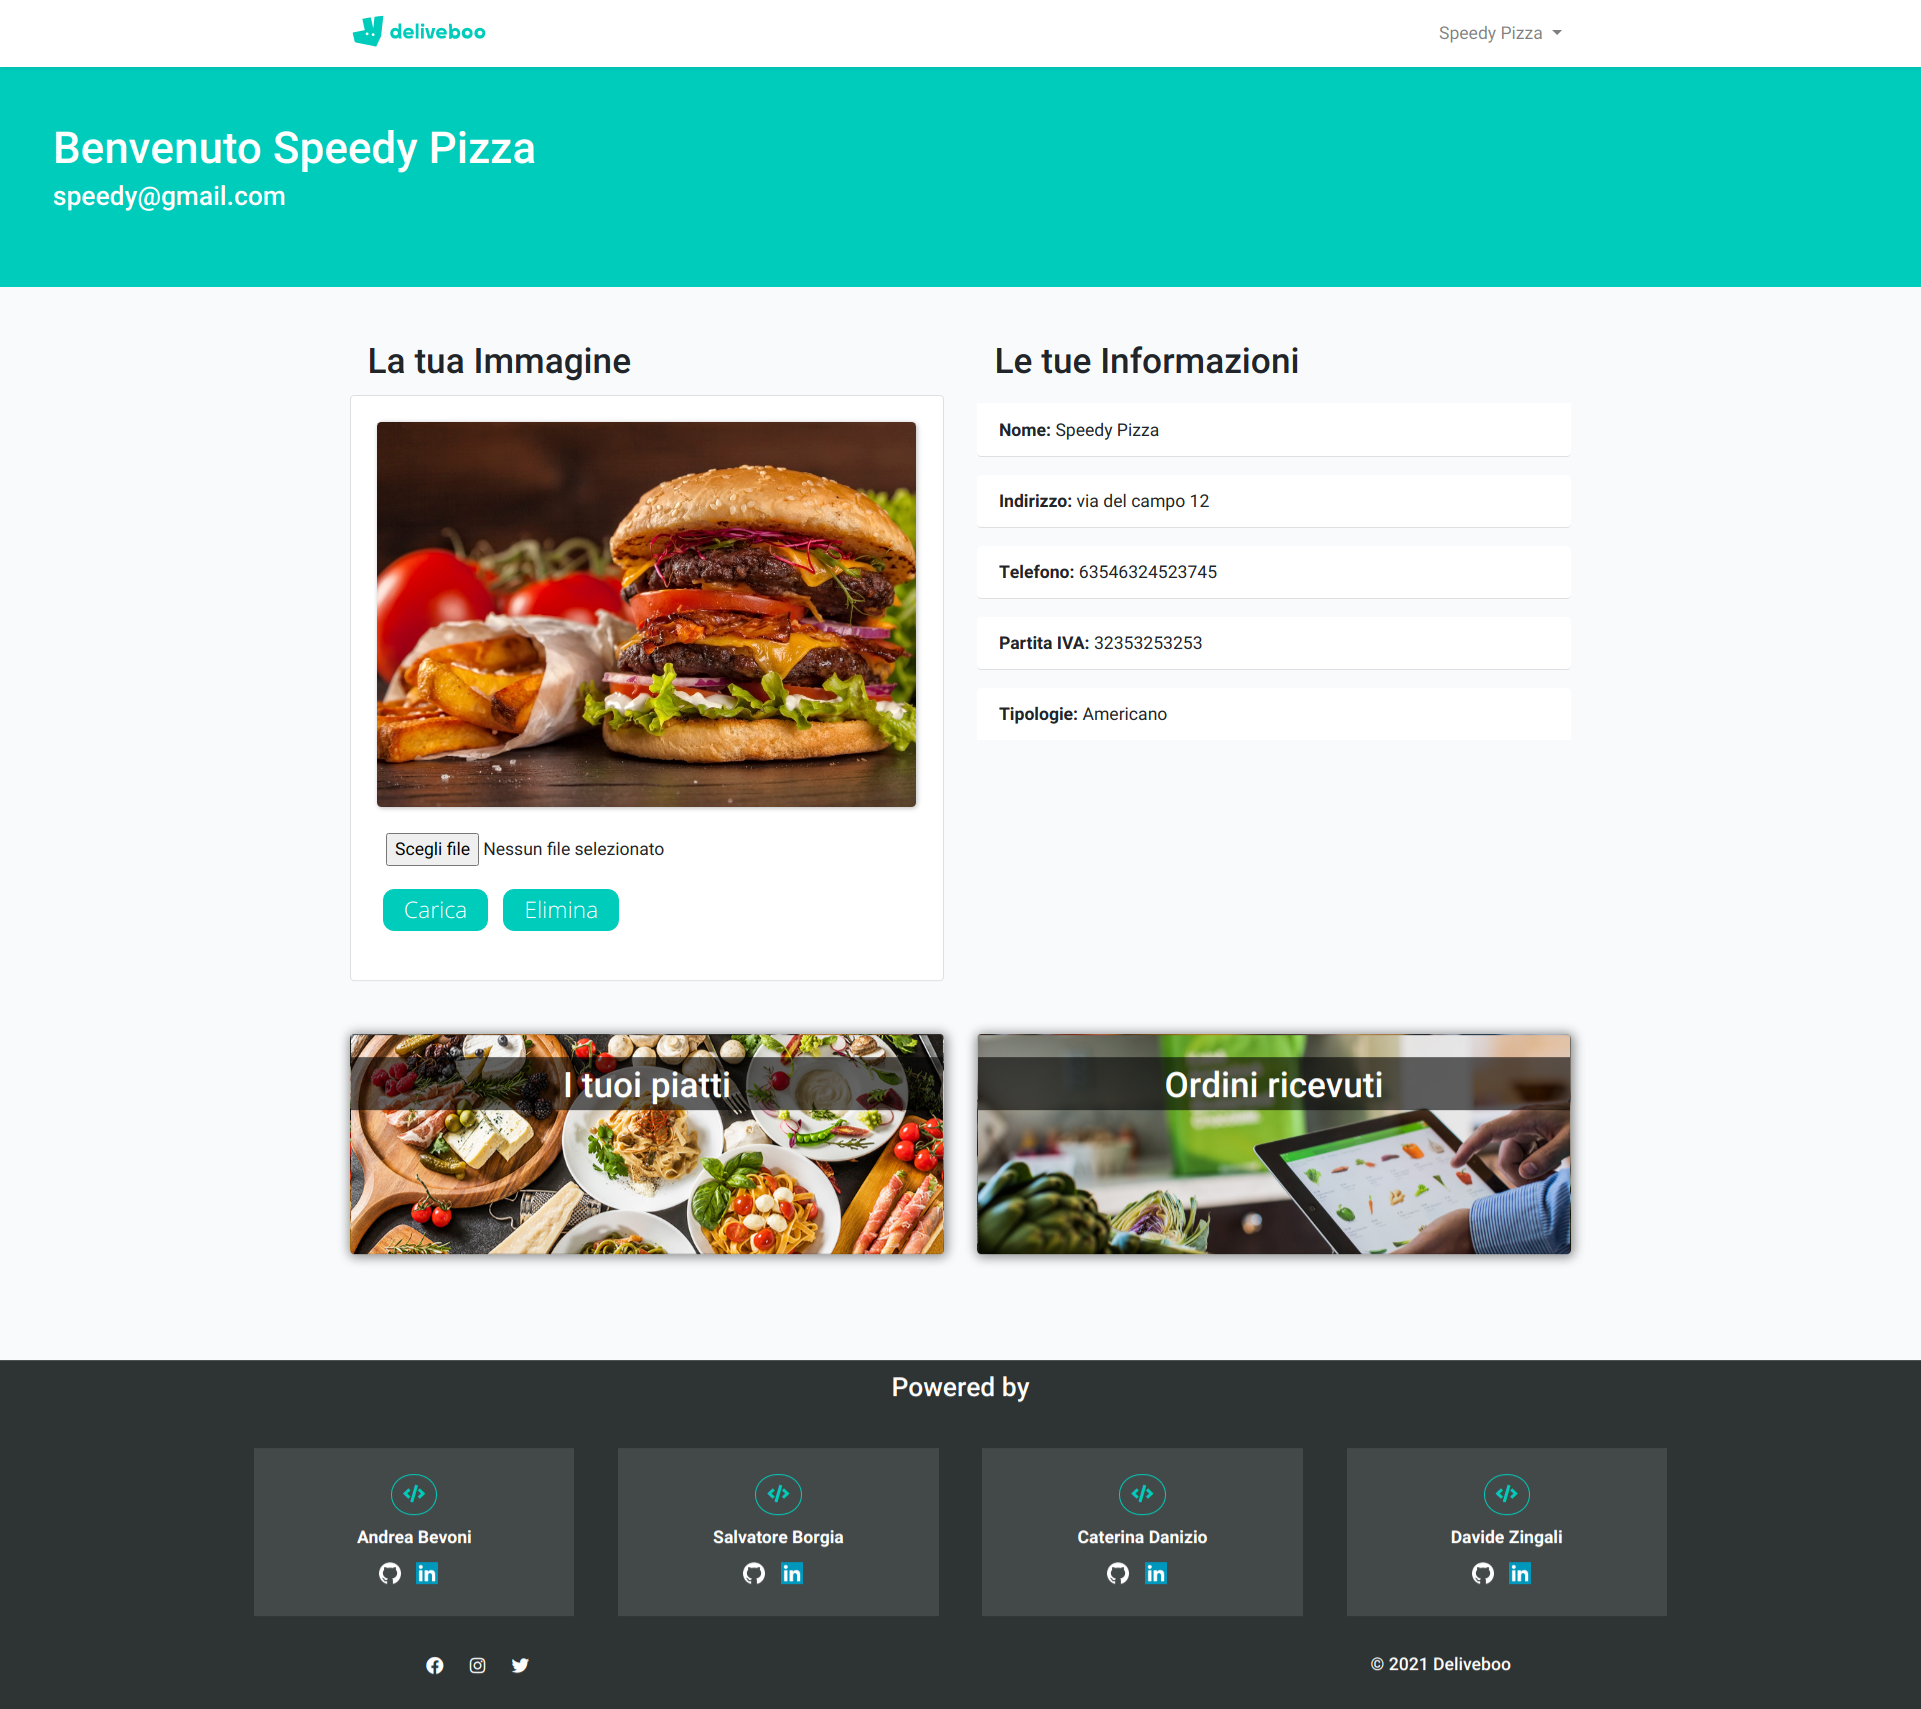 deliveboo
Speedy Pizza
Benvenuto Speedy Pizza
speedy@gmail.com
La tua Immagine
Scegli file Nessun file selezionato
Carica Elimina
Le tue Informazioni
Nome: Speedy Pizza
Indirizzo: via del campo 12
Telefono: 63546324523745
Partita IVA: 32353253253
Tipologie: Americano
I tuoi piatti
Ordini ricevuti
Powered by
Andrea Bevoni
Salvatore Borgia
Caterina Danizio
Davide Zingali
© 2021 Deliveboo